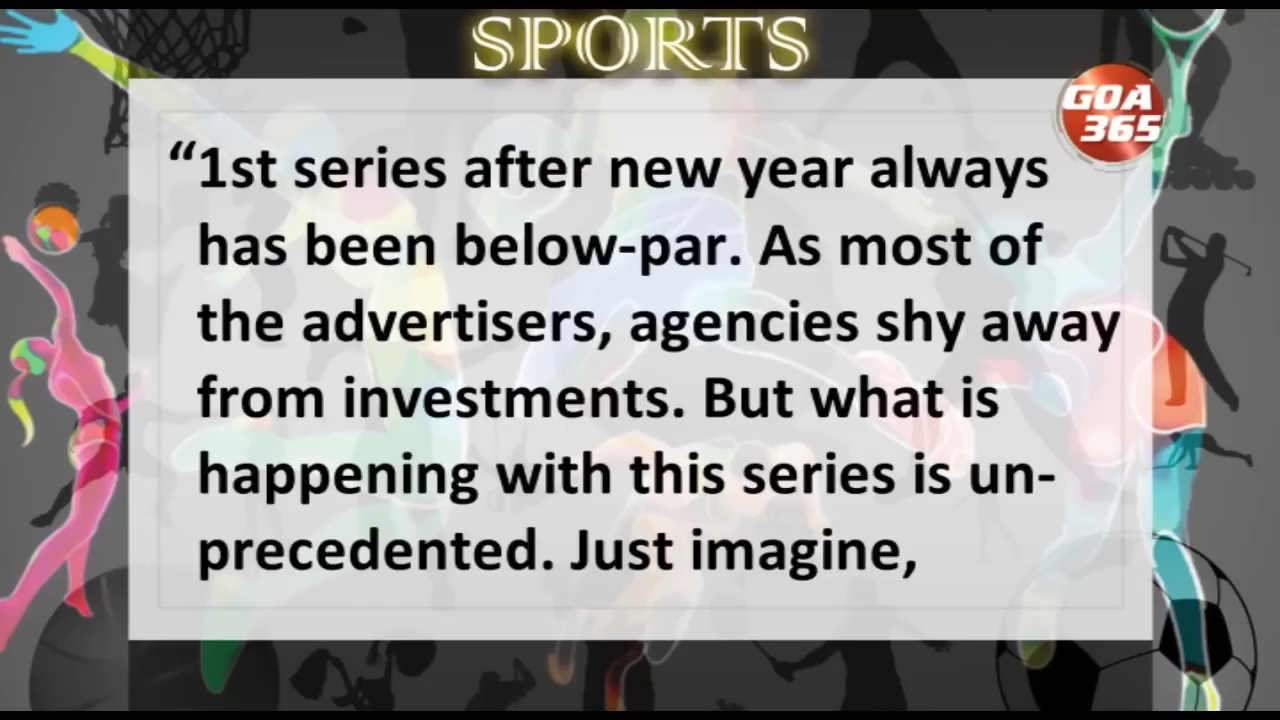 SPORTS
GOA
365
“1st series after new year always
has been below-par. As most of
the advertisers, agencies shy away
from investments. But what is
happening with this series is un-
precedented. Just imagine,